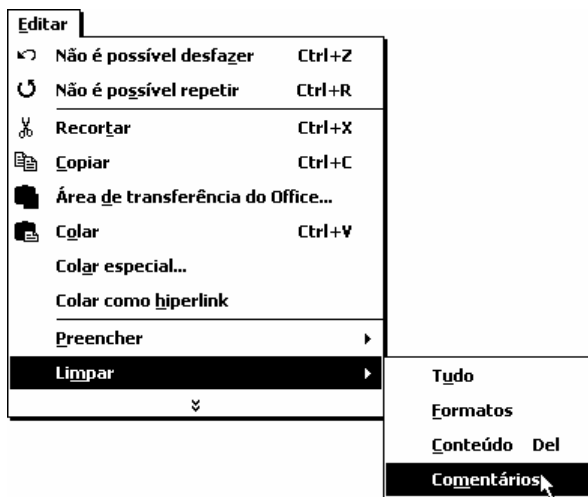 Editar
Não é possível desfazer Ctrl+Z
Não é possível repetir Ctrl+R
Recortar Ctrl+X
Copiar Ctrl+C
Área de transferência do Office...
Colar Ctrl+V
Colar especial...
Colar como hiperlink
Preencher
Limpar
Tudo
Formatos
Conteúdo Del
Comentários